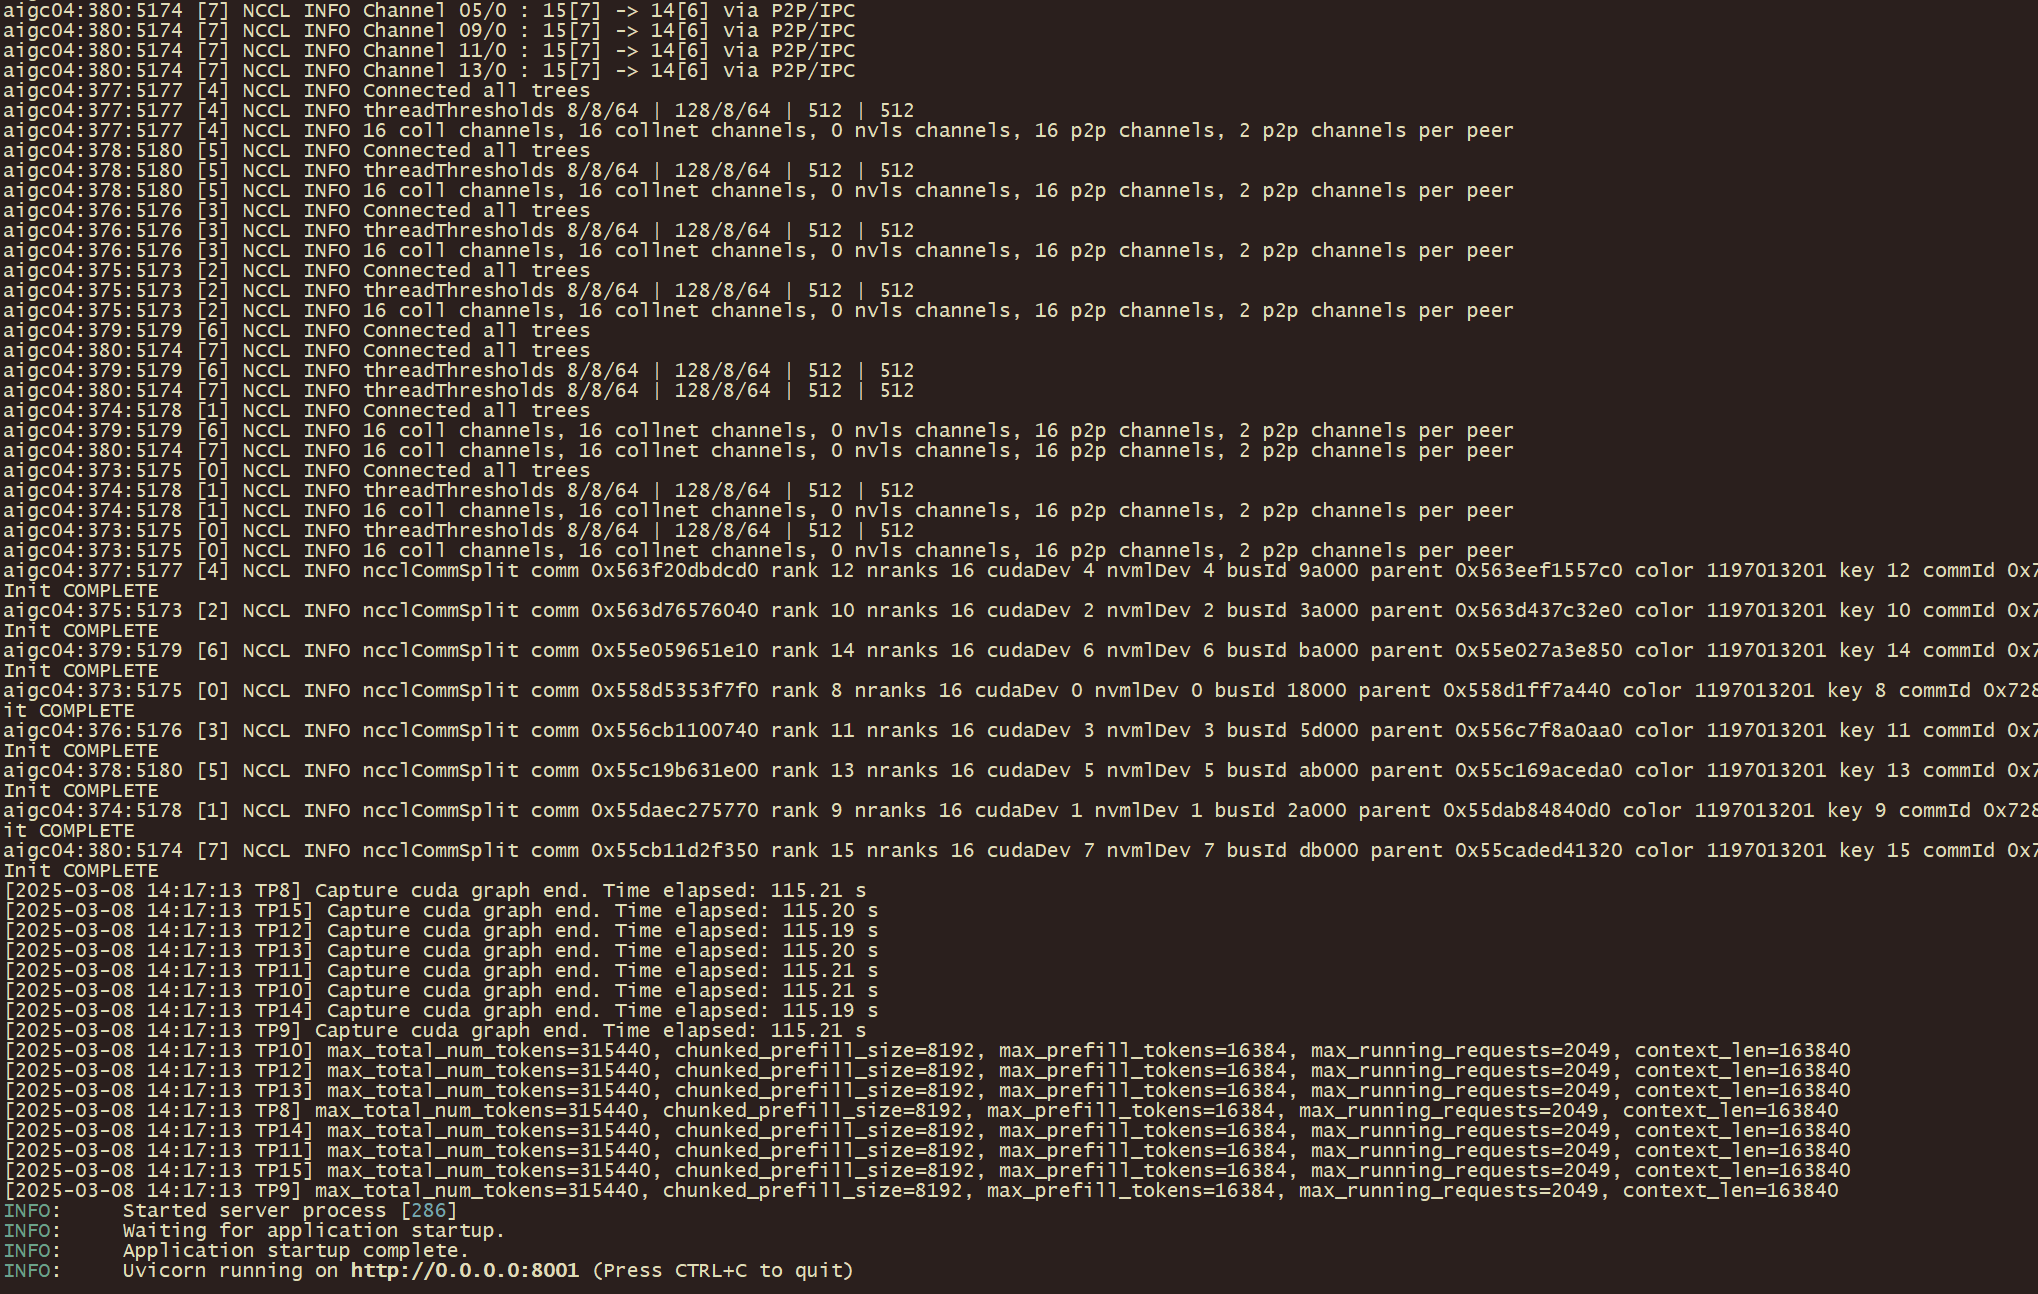 aigc04:380:5174 [7] NCCL INFO Channel 05/0 : 15[7] -> 14[6] via P2P/IPC
aigc04:380:5174 [7] NCCL INFO Channel 09/0 : 15[7] -> 14[6] via P2P/IPC
aigc04:380:5174 [7] NCCL INFO Channel 11/0 : 15[7] -> 14[6] via P2P/IPC
aigc04:380:5174 [7] NCCL INFO Channel 13/0 : 15[7] -> 14[6] via P2P/IPC
aigc04:377:5177 [4] NCCL INFO Connected all trees
aigc04:377:5177 [4] NCCL INFO threadThresholds 8/8/64 | 128/8/64 | 512 | 512
aigc04:377:5177 [4] NCCL INFO 16 coll channels, 16 collnet channels, 0 nvls channels, 16 p2p channels, 2 p2p channels per peer
aigc04:378:5180 [5] NCCL INFO Connected all trees
aigc04:378:5180 [5] NCCL INFO threadThresholds 8/8/64 | 128/8/64 | 512 | 512
aigc04:378:5180 [5] NCCL INFO 16 coll channels, 16 collnet channels, 0 nvls channels, 16 p2p channels, 2 p2p channels per peer
aigc04:376:5176 [3] NCCL INFO Connected all trees
aigc04:376:5176 [3] NCCL INFO threadThresholds 8/8/64 | 128/8/64 | 512 | 512
aigc04:376:5176 [3] NCCL INFO 16 coll channels, 16 collnet channels, 0 nvls channels, 16 p2p channels, 2 p2p channels per peer
aigc04:375:5173 [2] NCCL INFO Connected all trees
aigc04:375:5173 [2] NCCL INFO threadThresholds 8/8/64 | 128/8/64 | 512 | 512
aigc04:375:5173 [2] NCCL INFO 16 coll channels, 16 collnet channels, 0 nvls channels, 16 p2p channels, 2 p2p channels per peer
aigc04:379:5179 [6] NCCL INFO Connected all trees
aigc04:380:5174 [7] NCCL INFO Connected all trees
aigc04:379:5179 [6] NCCL INFO threadThresholds 8/8/64 | 128/8/64 | 512 | 512
aigc04:380:5174 [7] NCCL INFO threadThresholds 8/8/64 | 128/8/64 | 512 | 512
aigc04:374:5178 [1] NCCL INFO Connected all trees
aigc04:379:5179 [6] NCCL INFO 16 coll channels, 16 collnet channels, 0 nvls channels, 16 p2p channels, 2 p2p channels per peer
aigc04:380:5174 [7] NCCL INFO 16 coll channels, 16 collnet channels, 0 nvls channels, 16 p2p channels, 2 p2p channels per peer
aigc04:373:5175 [0] NCCL INFO Connected all trees
aigc04:374:5178 [1] NCCL INFO threadThresholds 8/8/64 | 128/8/64 | 512 | 512
aigc04:374:5178 [1] NCCL INFO 16 coll channels, 16 collnet channels, 0 nvls channels, 16 p2p channels, 2 p2p channels per peer
aigc04:373:5175 [0] NCCL INFO threadThresholds 8/8/64 | 128/8/64 | 512 | 512
aigc04:373:5175 [0] NCCL INFO 16 coll channels, 16 collnet channels, 0 nvls channels, 16 p2p channels, 2 p2p channels per peer
aigc04:377:5177 [4] NCCL INFO ncclCommSplit comm 0x563f20dbdcd0 rank 12 nranks 16 cudaDev 4 nvmlDev 4 busId 9a000 parent 0x563eef1557c0 color 1197013201 key 12 commId 0x7
Init COMPLETE
aigc04:375:5173 [2] NCCL INFO ncclCommSplit comm 0x563d76576040 rank 10 nranks 16 cudaDev 2 nvmlDev 2 busId 3a000 parent 0x563d437c32e0 color 1197013201 key 10 commId 0x7
Init COMPLETE
aigc04:379:5179 [6] NCCL INFO ncclCommSplit comm 0x55e059651e10 rank 14 nranks 16 cudaDev 6 nvmlDev 6 busId ba000 parent 0x55e027a3e850 color 1197013201 key 14 commId 0x7
Init COMPLETE
aigc04:373:5175 [0] NCCL INFO ncclCommSplit comm 0x558d5353f7f0 rank 8 nranks 16 cudaDev 0 nvmlDev 0 busId 18000 parent 0x558d1ff7a440 color 1197013201 key 8 commId 0x728
it COMPLETE
aigc04:376:5176 [3] NCCL INFO ncclCommSplit comm 0x556cb1100740 rank 11 nranks 16 cudaDev 3 nvmlDev 3 busId 5d000 parent 0x556c7f8a0aa0 color 1197013201 key 11 commId 0x7
Init COMPLETE
aigc04:378:5180 [5] NCCL INFO ncclCommSplit comm 0x55c19b631e00 rank 13 nranks 16 cudaDev 5 nvmlDev 5 busId ab000 parent 0x55c169aceda0 color 1197013201 key 13 commId 0x7
Init COMPLETE
aigc04:374:5178 [1] NCCL INFO ncclCommSplit comm 0x55daec275770 rank 9 nranks 16 cudaDev 1 nvmlDev 1 busId 2a000 parent 0x55dab84840d0 color 1197013201 key 9 commId 0x728
it COMPLETE
aigc04:380:5174 [7] NCCL INFO ncclCommSplit comm 0x55cb11d2f350 rank 15 nranks 16 cudaDev 7 nvmlDev 7 busId db000 parent 0x55caded41320 color 1197013201 key 15 commId 0x7
Init COMPLETE
[2025-03-08 14:17:13 TP8] Capture cuda graph end. Time elapsed: 115.21 s
[2025-03-08 14:17:13 TP15] Capture cuda graph end. Time elapsed: 115.20 s
[2025-03-08 14:17:13 TP12] Capture cuda graph end. Time elapsed: 115.19 s
[2025-03-08 14:17:13 TP13] Capture cuda graph end. Time elapsed: 115.20 s
[2025-03-08 14:17:13 TP11] Capture cuda graph end. Time elapsed: 115.21 s
[2025-03-08 14:17:13 TP10] Capture cuda graph end. Time elapsed: 115.21 s
[2025-03-08 14:17:13 TP14] Capture cuda graph end. Time elapsed: 115.19 s
[2025-03-08 14:17:13 TP9] Capture cuda graph end. Time elapsed: 115.21 s
[2025-03-08 14:17:13 TP10] max_total_num_tokens=315440, chunked_prefill_size=8192, max_prefill_tokens=16384, max_running_requests=2049, context_len=163840
[2025-03-08 14:17:13 TP12] max_total_num_tokens=315440, chunked_prefill_size=8192, max_prefill_tokens=16384, max_running_requests=2049, context_len=163840
[2025-03-08 14:17:13 TP13] max_total_num_tokens=315440, chunked_prefill_size=8192, max_prefill_tokens=16384, max_running_requests=2049, context_len=163840
[2025-03-08 14:17:13 TP8] max_total_num_tokens=315440, chunked_prefill_size=8192, max_prefill_tokens=16384, max_running_requests=2049, context_len=163840
[2025-03-08 14:17:13 TP14] max_total_num_tokens=315440, chunked_prefill_size=8192, max_prefill_tokens=16384, max_running_requests=2049, context_len=163840
[2025-03-08 14:17:13 TP11] max_total_num_tokens=315440, chunked_prefill_size=8192, max_prefill_tokens=16384, max_running_requests=2049, context_len=163840
[2025-03-08 14:17:13 TP15] max_total_num_tokens=315440, chunked_prefill_size=8192, max_prefill_tokens=16384, max_running_requests=2049, context_len=163840
[2025-03-08 14:17:13 TP9] max_total_num_tokens=315440, chunked_prefill_size=8192, max_prefill_tokens=16384, max_running_requests=2049, context_len=163840
INFO:     Started server process [286]
INFO:     Waiting for application startup.
INFO:     Application startup complete.
INFO:     Uvicorn running on http://0.0.0.0:8001 (Press CTRL+C to quit)